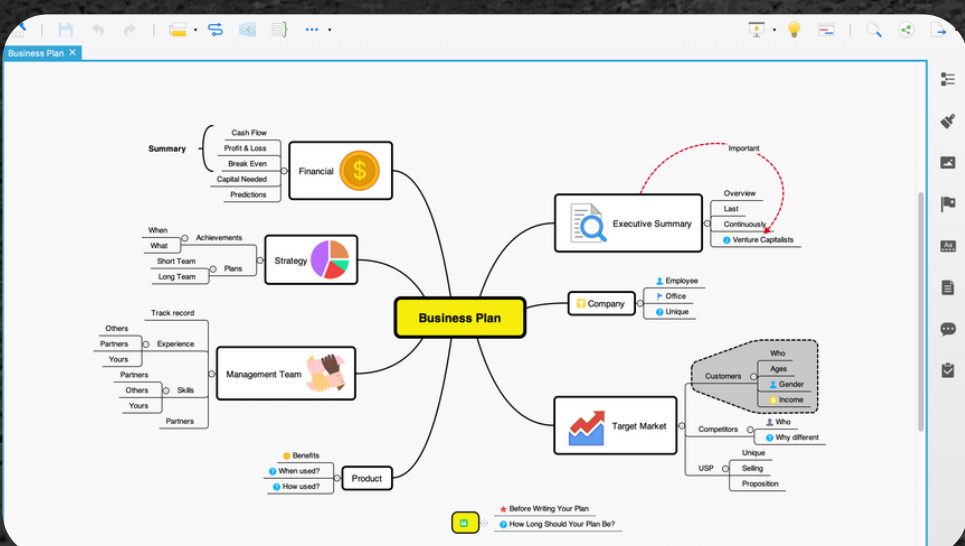 Business Plan
Summary
Cash Flow
Profit & Loss
Break Even
Capital Needed
Predictions
Financial
When
What
Achievements
Short Team
Long Team
Plans
Strategy
Track record
Others
Partners
Yours
Experience
Partners
Others
Yours
Skills
Partners
Management Team
Benefits
When used?
How used?
Product
Business Plan
Important
Executive Summary
Overview
Last
Continuously
Venture Capitalists
Company
Employee
Office
Unique
Target Market
Customers
Who
Ages
Gender
Income
Competitors
Who
Why different
USP
Unique
Selling
Proposition
Before Writing Your Plan
How Long Should Your Plan Be?
Aa